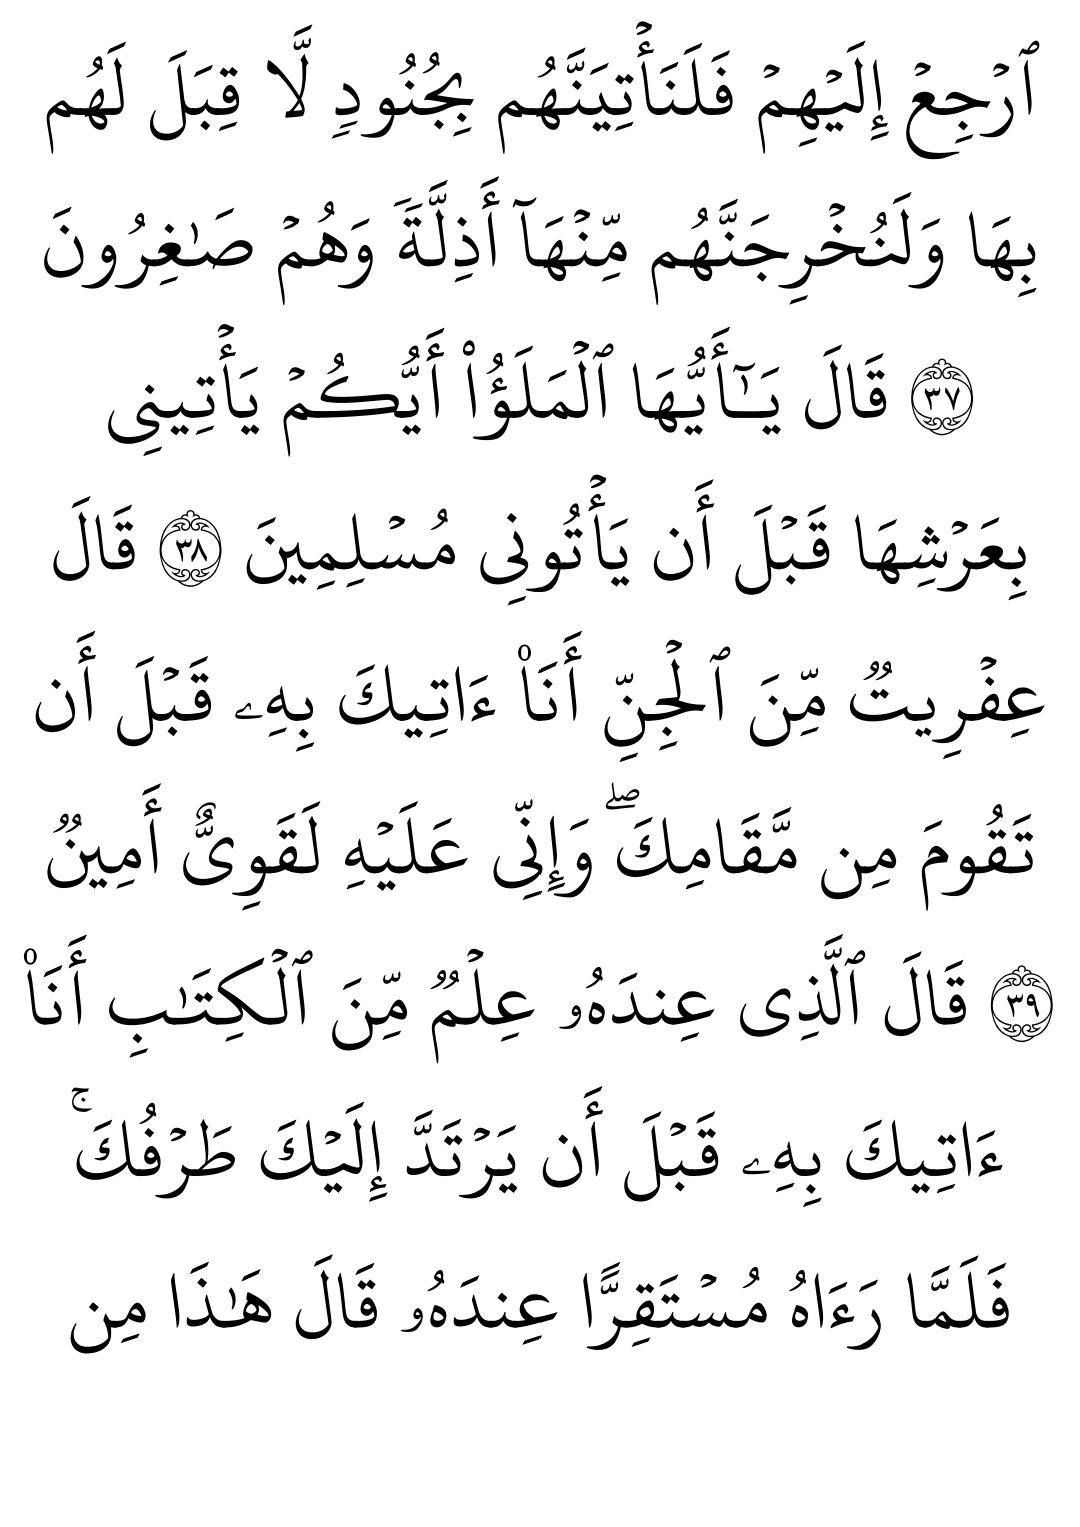 ٱرۡجِعۡ إِلَيۡهِمۡ فَلَنَأۡتِيَنَّهُم بِجُنُودٖ لَّا قِبَلَ لَهُم
بِهَا وَلَنُخۡرِجَنَّهُم مِّنۡهَآ أَذِلَّةٗ وَهُمۡ صَٰغِرُونَ
٣٧ قَالَ يَٰٓأَيُّهَا ٱلۡمَلَؤُاْ أَيُّكُمۡ يَأۡتِينِي
بِعَرۡشِهَا قَبۡلَ أَن يَأۡتُونِي مُسۡلِمِينَ ٣٨ قَالَ
عِفۡرِيتٞ مِّنَ ٱلۡجِنِّ أَنَا۠ ءَاتِيكَ بِهِۦ قَبۡلَ أَن
تَقُومَ مِن مَّقَامِكَۖ وَإِنِّي عَلَيۡهِ لَقَوِيٌّ أَمِينٞ
٣٩ قَالَ ٱلَّذِي عِندَهُۥ عِلۡمٞ مِّنَ ٱلۡكِتَٰبِ أَنَا۠
ءَاتِيكَ بِهِۦ قَبۡلَ أَن يَرۡتَدَّ إِلَيۡكَ طَرۡفُكَۚ
فَلَمَّا رَءَاهُ مُسۡتَقِرًّا عِندَهُۥ قَالَ هَٰذَا مِن